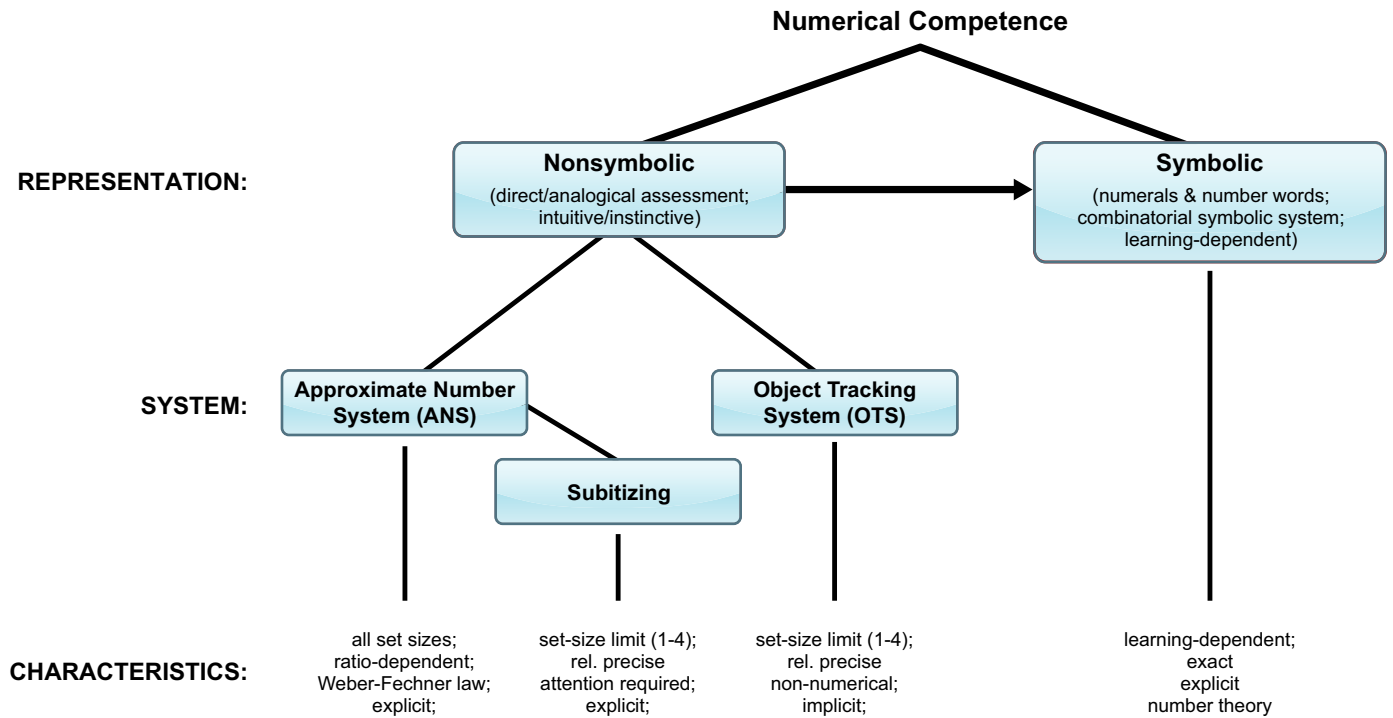 Numerical Competence
REPRESENTATION:
Nonsymbolic
(direct/analogical assessment;
intuitive/instinctive)
Symbolic
(numerals & number words;
combinatorial symbolic system;
learning-dependent)
SYSTEM:
Approximate Number
System (ANS)
Object Tracking
System (OTS)
Subitizing
CHARACTERISTICS:
all set sizes;
ratio-dependent;
Weber-Fechner law;
explicit;
set-size limit (1-4);
rel. precise
attention required;
explicit;
set-size limit (1-4);
rel. precise
non-numerical;
implicit;
learning-dependent;
exact
explicit
number theory